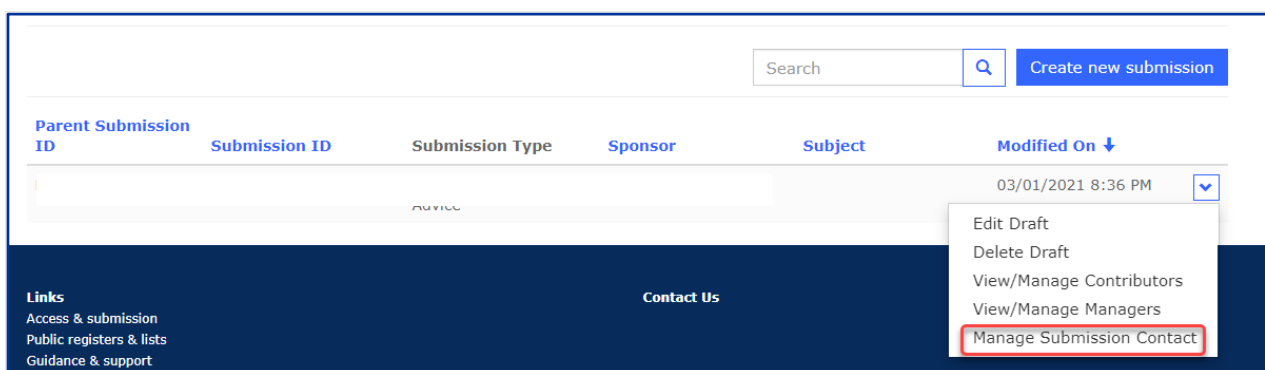 Search
Create new submission
Parent Submission
ID
Submission ID
Submission Type
Sponsor
Subject
Modified On
03/01/2021 8:36 PM
Advice
Edit Draft
Delete Draft
View/Manage Contributors
View/Manage Managers
Manage Submission Contact
Links
Access & submission
Public registers & lists
Guidance & support
Contact Us